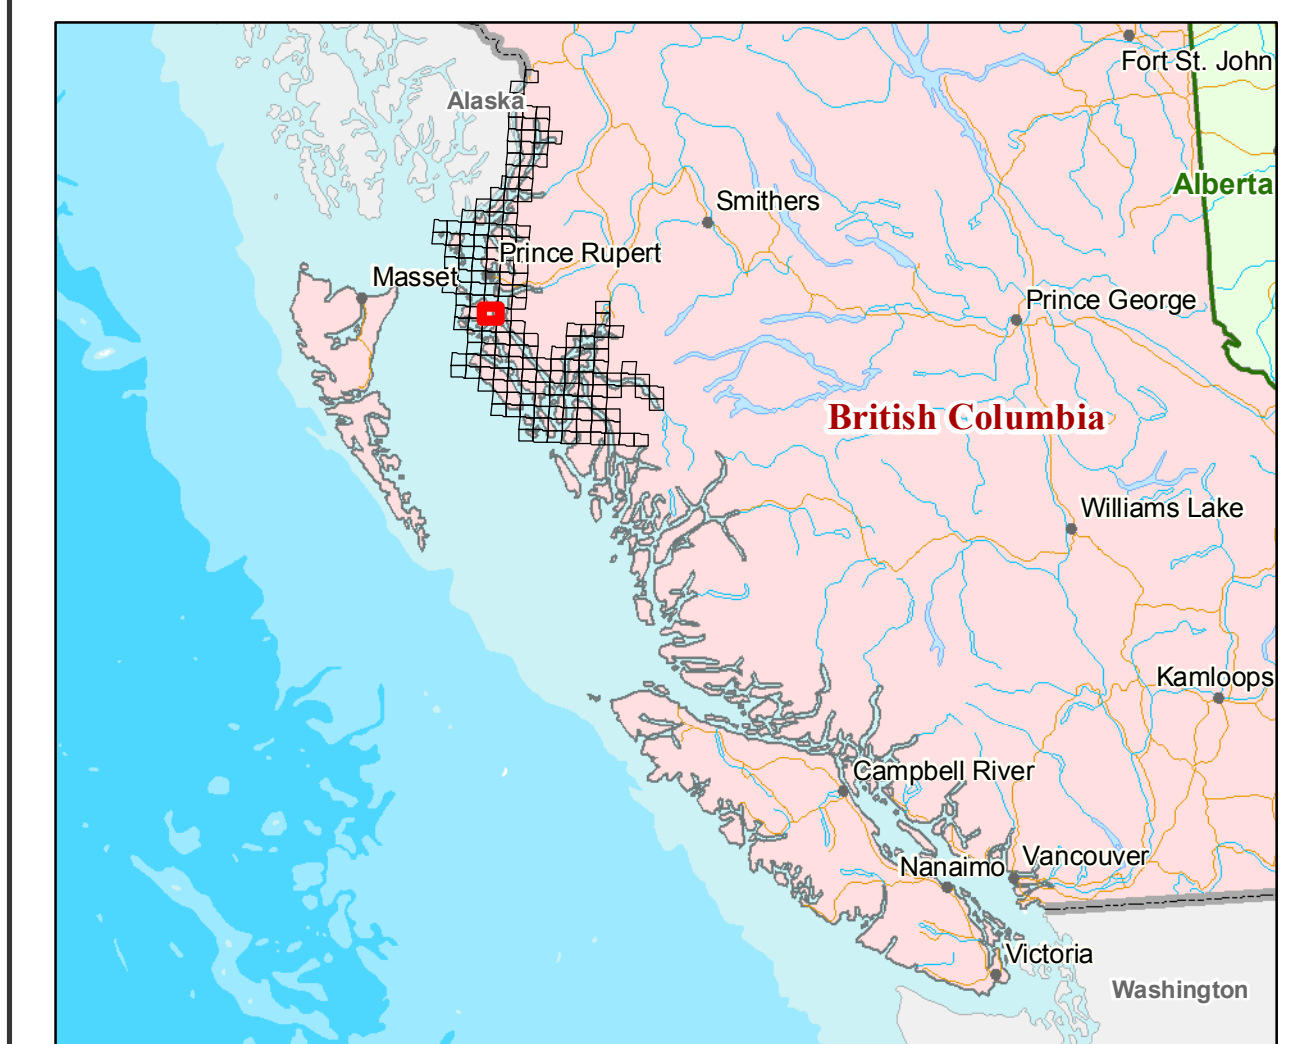 Fort St. John
Alaska
Alberta
Smithers
Prince Rupert
Masset
Prince George
British Columbia
Williams Lake
Kamloops
Campbell River
Vancouver
Nanaimo
Victoria
Washington